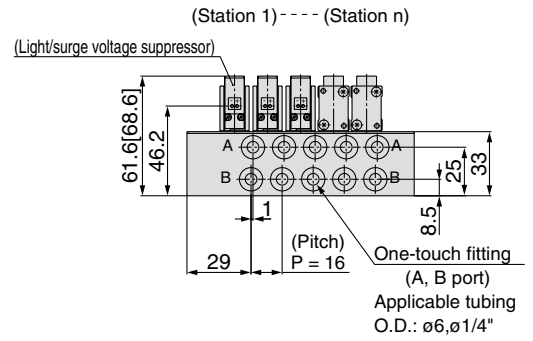 (Station 1)---- (Station n)
(Light/surge voltage suppressor)
61.6[68.6]
46.2
A A
B B
25
33
8.5
1
29
(Pitch)
P = 16
One-touch fitting
(A, B port)
Applicable tubing
O.D.: ø6,ø1/4"